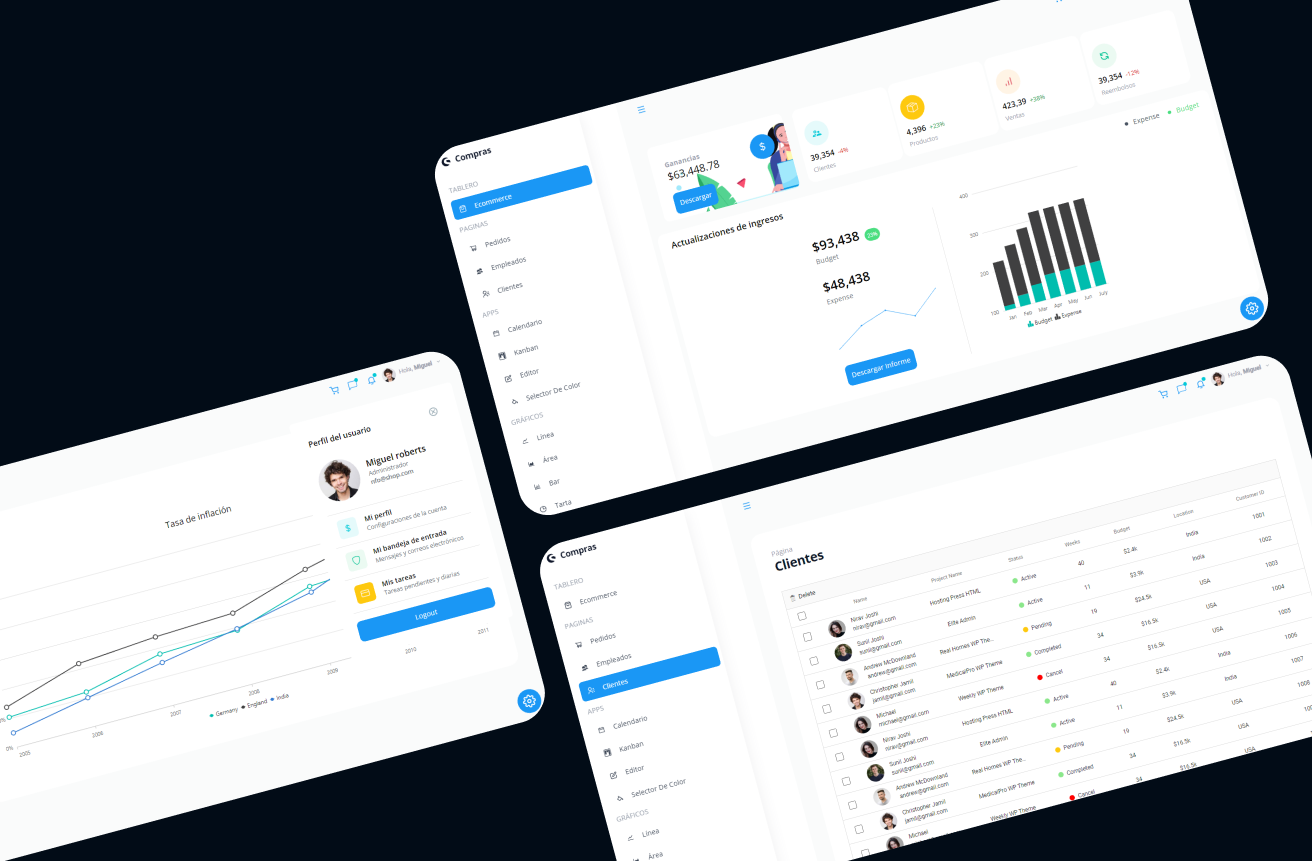 Compras
TABLERO
Ecommerce
PAGINAS
Pedidos
Empleados
Clientes
APPS
Calendario
Kanban
Editor
Selector De Color
GRÁFICOS
Línea
Área
Bar
Tarta
Ganancias
$63,448.78
$
Descargar
39,354 -4%
Clientes
4,396 +23%
Productos
423,39 +38%
Ventas
39,354 -12%
Reembolsos
Actualizaciones de ingresos
Expense
Budget
$93,438 23%
Budget
$48,438
Expense
Descargar Informe
400
300
200
100
Jan Feb Mar Apr May Jun July
Budget Expense
Hola, Miguel
Perfil del usuario
Miguel roberts
Administrador
nfo@shop.com
$
Mi perfil
Configuraciones de la cuenta
Mi bandeja de entrada
Mensajes y correos electrónicos
Mis tareas
Tareas pendientes y diarias
Logout
Tasa de inflación
0%
2005 2006 2007 2008 2009 2010 2011
Germany England India
Compras
TABLERO
Ecommerce
PAGINAS
Pedidos
Empleados
Clientes
APPS
Calendario
Kanban
Editor
Selector De Color
GRÁFICOS
Línea
Área
Hola, Miguel
Página
Clientes
Delete
Name Project Name Status Weeks Budget Location Customer ID
Nirav Joshi Hosting Press HTML Active 40 $2.4k India 1001
nirav@gmail.com
Sunil Joshi Elite Admin Active 11 $3.9k India 1002
sunil@gmail.com
Andrew McDownland Real Homes WP The... Pending 19 $24.5k USA 1003
andrew@gmail.com
Christopher Jamil MedicalPro WP Theme Completed 34 $16.5k USA 1004
jamil@gmail.com
Michael Weekly WP Theme Cancel 34 $16.5k USA 1005
michael@gmail.com
Nirav Joshi Hosting Press HTML Active 40 $2.4k India 1006
nirav@gmail.com
Sunil Joshi Elite Admin Active 11 $3.9k India 1007
sunil@gmail.com
Andrew McDownland Real Homes WP The... Pending 19 $24.5k USA 1008
andrew@gmail.com
Christopher Jamil MedicalPro WP Theme Completed 34 $16.5k USA
jamil@gmail.com
Michael Weekly WP Theme Cancel 34 $16.5k USA